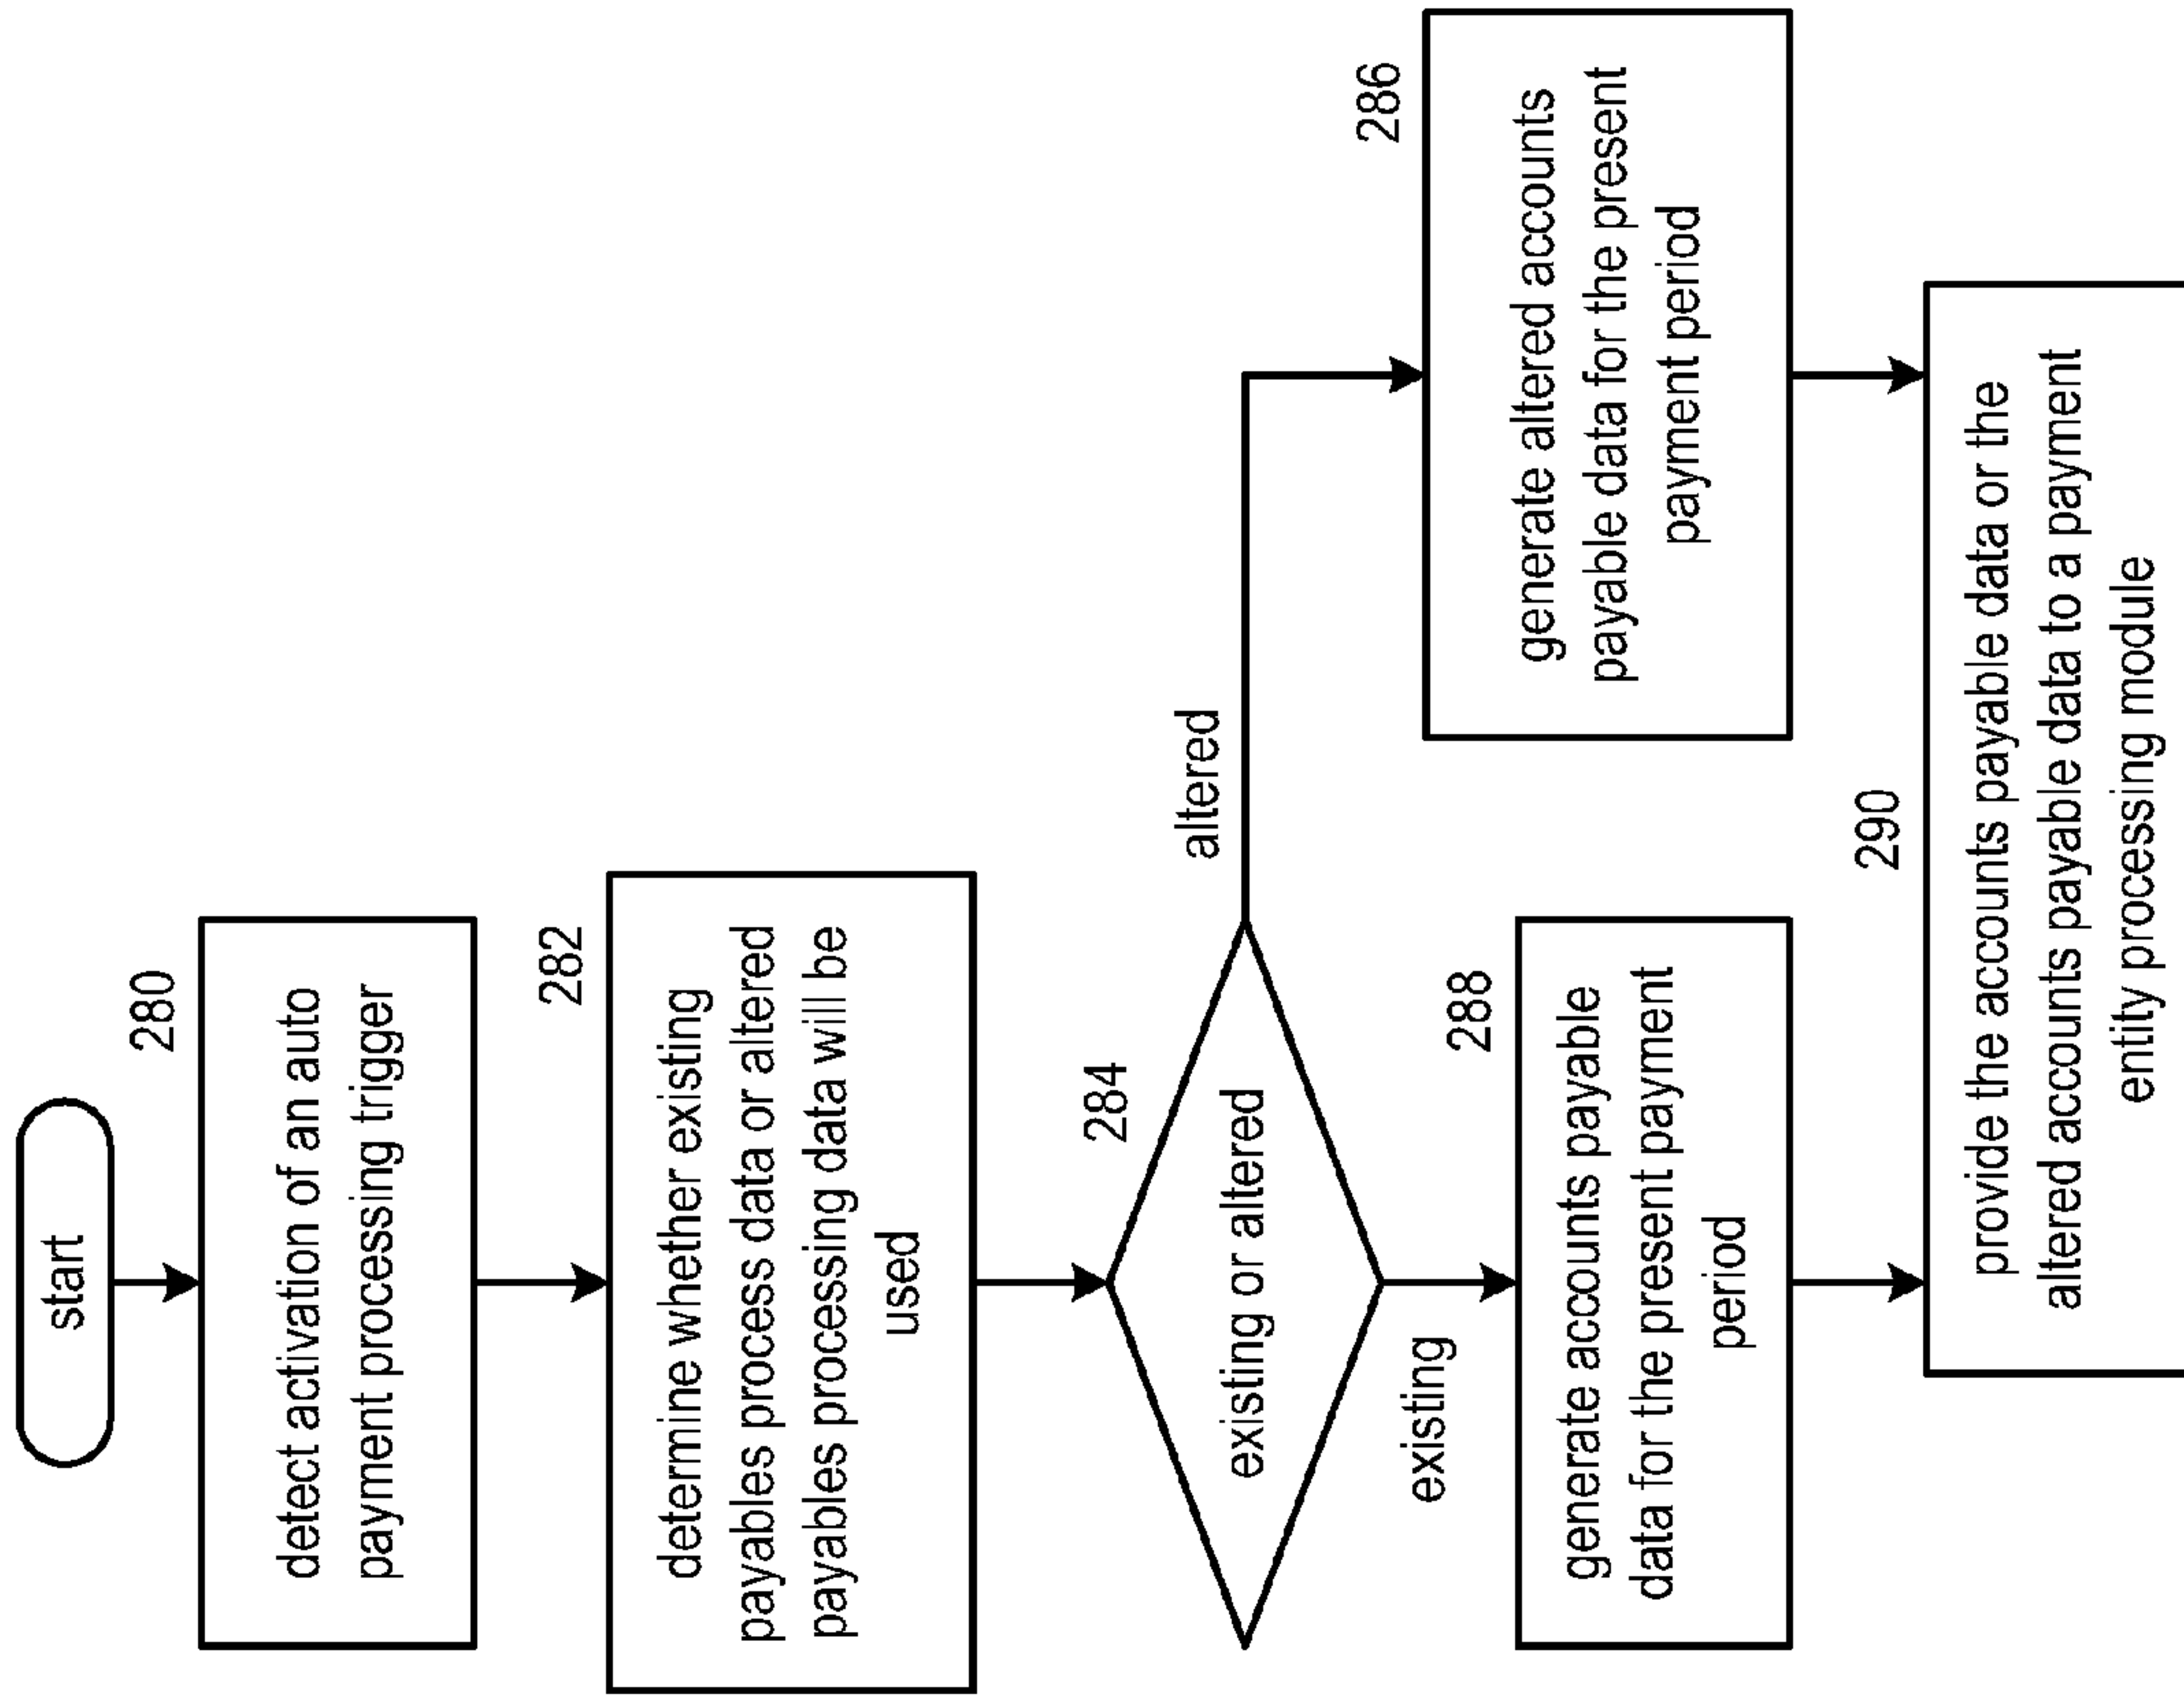 start
280
detect activation of an auto
payment processing trigger
282
determine whether existing
payables process data or altered
payables processing data will be
used
284
existing or altered
altered
existing
286
generate altered accounts
payable data for the present
payment period
288
generate accounts payable
data for the present payment
period
290
provide the accounts payable data or the
altered accounts payable data to a payment
entity processing module